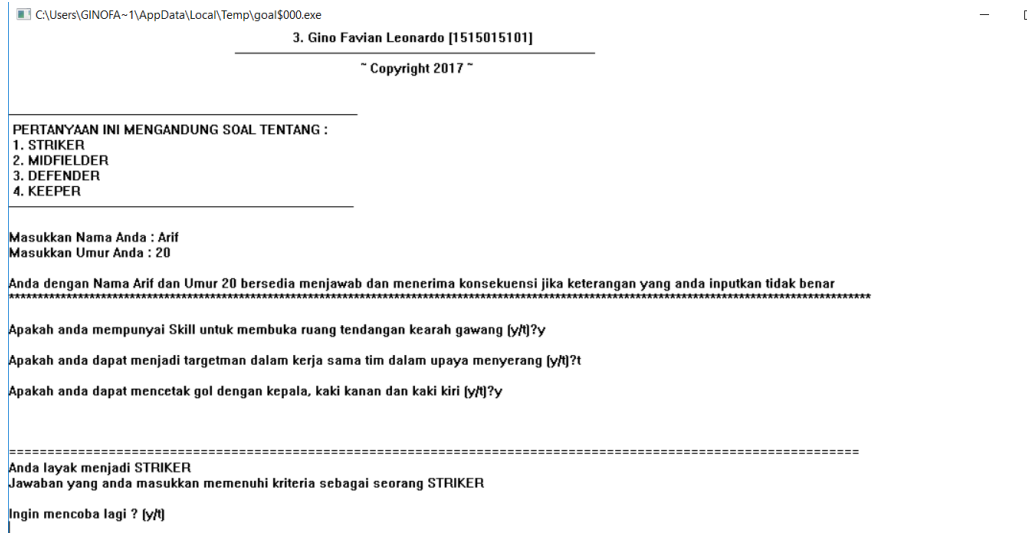 C:\Users\GINOFA~1\AppData\Local\Temp\goal$000.exe
3. Gino Favian Leonardo [1515015101]
~ Copyright 2017 ~
PERTANYAAN INI MENGANDUNG SOAL TENTANG :
1. STRIKER
2. MIDFIELDER
3. DEFENDER
4. KEEPER
Masukkan Nama Anda : Arif
Masukkan Umur Anda : 20
Anda dengan Nama Arif dan Umur 20 bersedia menjawab dan menerima konsekuensi jika keterangan yang anda inputkan tidak benar
Apakah anda mempunyai Skill untuk membuka ruang tendangan kearah gawang (y/t)?y
Apakah anda dapat menjadi targetman dalam kerja sama tim dalam upaya menyerang (y/t)?t
Apakah anda dapat mencetak gol dengan kepala, kaki kanan dan kaki kiri (y/t)?y
Anda layak menjadi STRIKER
Jawaban yang anda masukkan memenuhi kriteria sebagai seorang STRIKER
Ingin mencoba lagi ? (y/t)